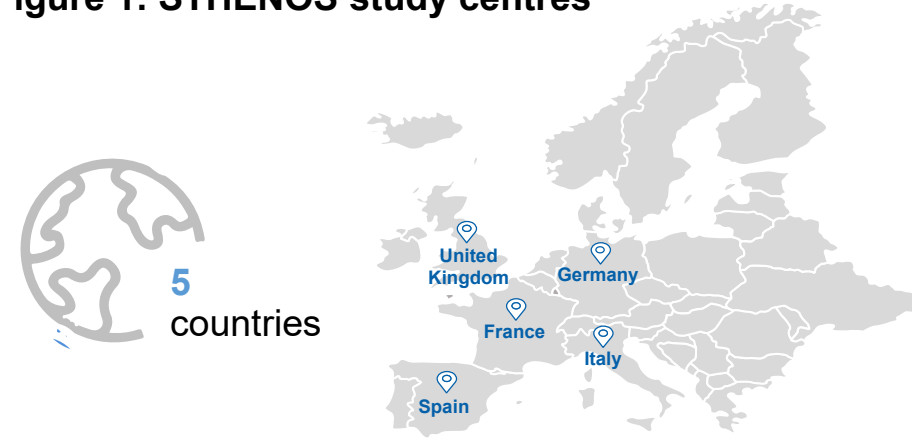 igure 1: STHENOS study centres
5
countries
United
Kingdom
Germany
France
Italy
Spain